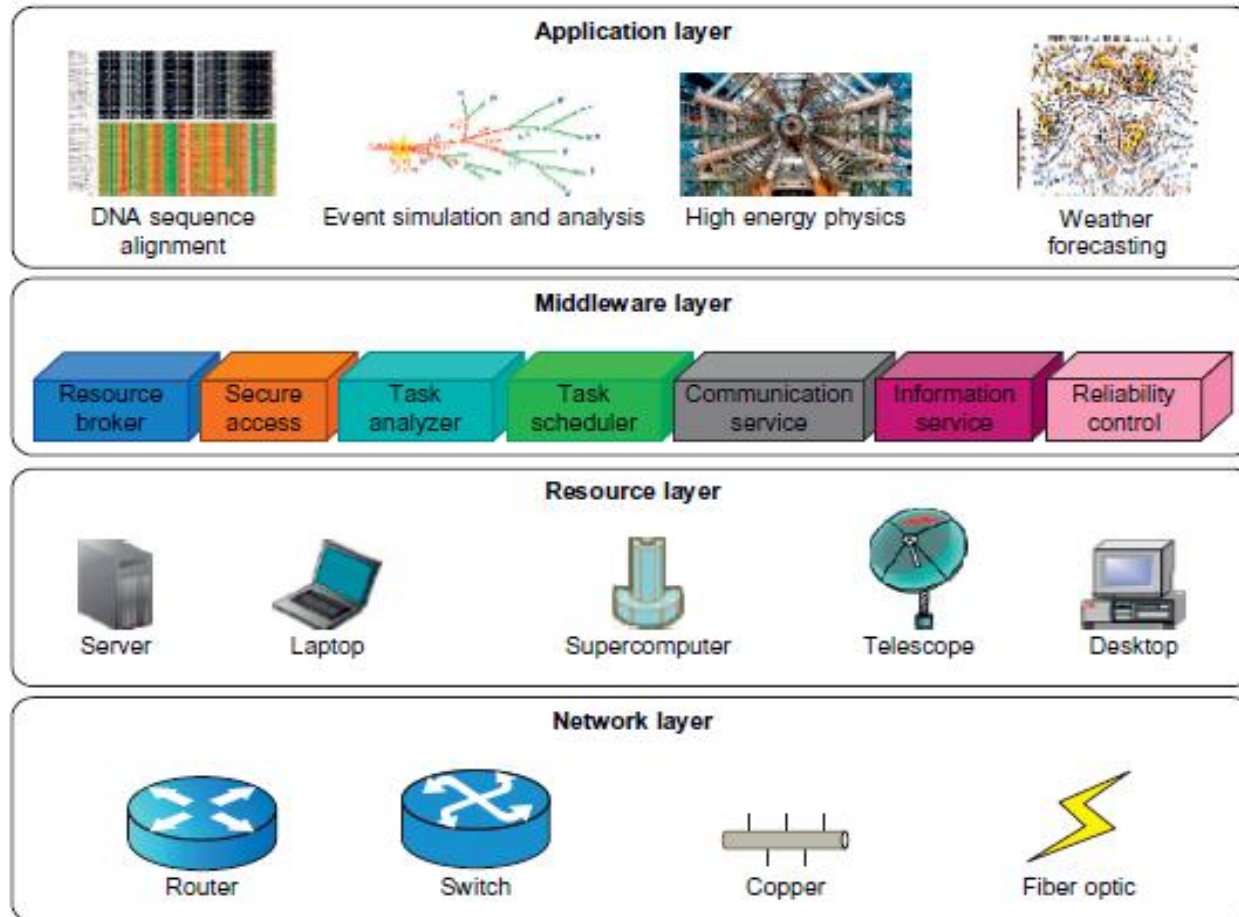 Application layer
DNA sequence
alignment
Event simulation and analysis
High energy physics
Weather
forecasting
Middleware layer
Resource
broker
Secure
access
Task
analyzer
Task
scheduler
Communication
service
Information
service
Reliability
control
Resource layer
Server
Laptop
Supercomputer
Telescope
Desktop
Network layer
Router
Switch
Copper
Fiber optic